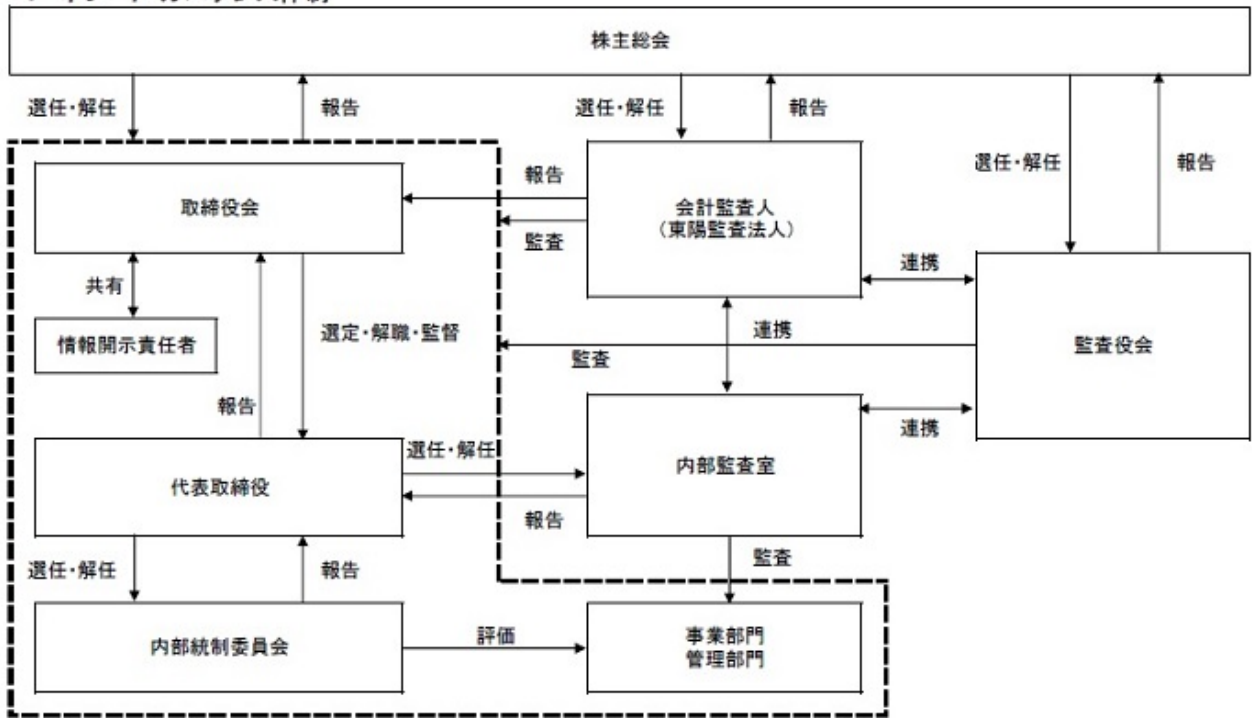 株主総会
選任・解任
報告
選任・解任
報告
選任・解任
報告
取締役会
報告
監査
会計監査人
（東陽監査法人）
連携
共有
情報開示責任者
選定・解職・監督
連携
監査
監査役会
報告
選任・解任
連携
代表取締役
内部監査室
報告
選任・解任
報告
監査
内部統制委員会
評価
事業部門
管理部門